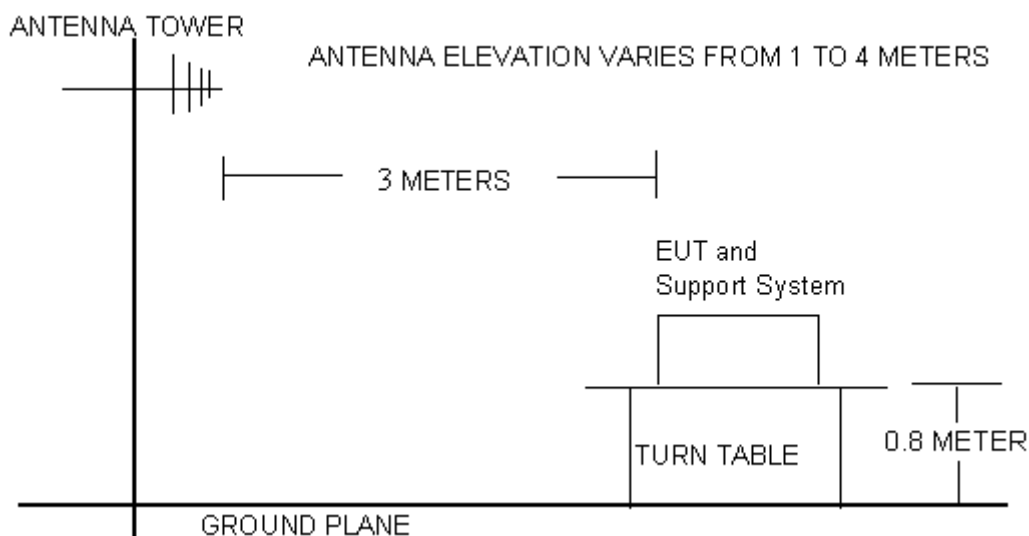 ANTENNA TOWER
ANTENNA ELEVATION VARIES FROM 1 TO 4 METERS
3 METERS
EUT and
Support System
0.8 METER
TURN TABLE
GROUND PLANE